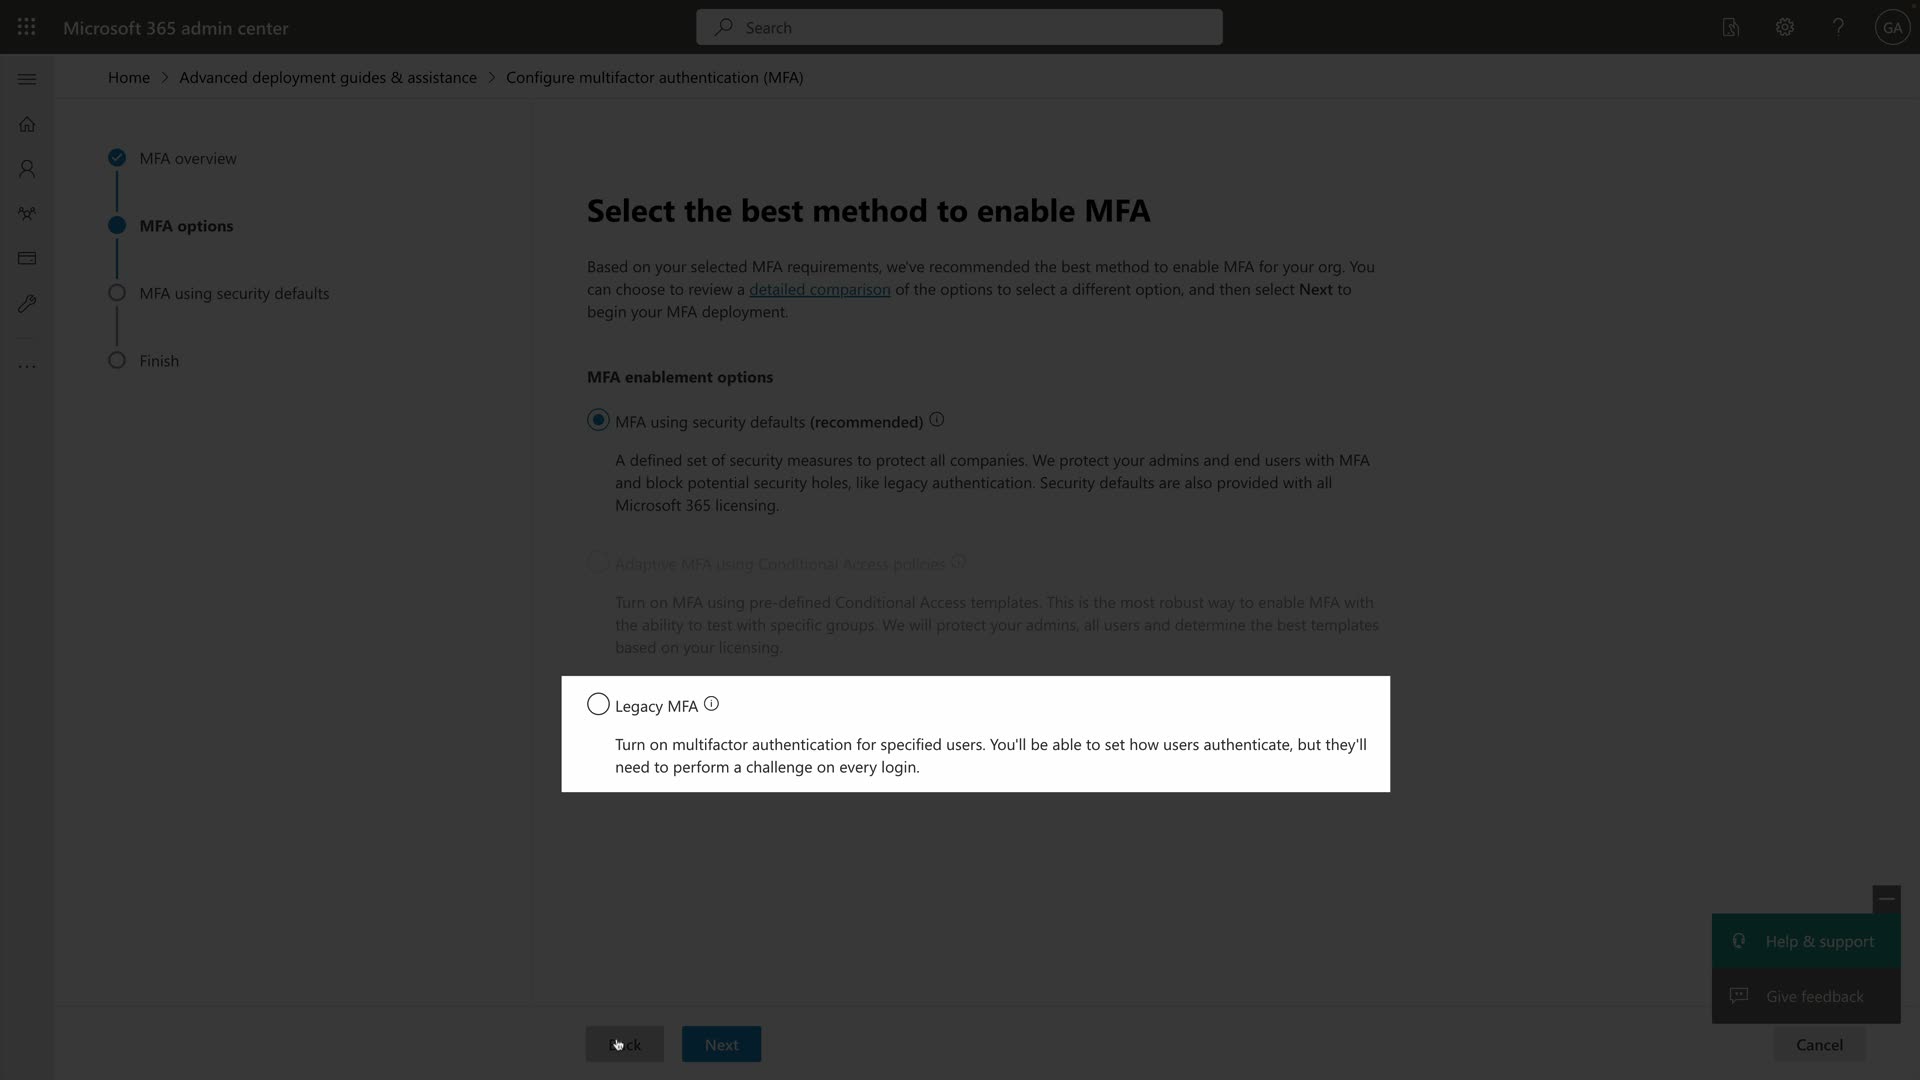 Microsoft 365 admin center
Search
GA
Home > Advanced deployment guides & assistance > Configure multifactor authentication (MFA)
MFA overview
MFA options
MFA using security defaults
Finish
Select the best method to enable MFA
Based on your selected MFA requirements, we've recommended the best method to enable MFA for your org. You
can choose to review a detailed comparison of the options to select a different option, and then select Next to
begin your MFA deployment.
MFA enablement options
MFA using security defaults (recommended)
A defined set of security measures to protect all companies. We protect your admins and end users with MFA
and block potential security holes, like legacy authentication. Security defaults are also provided with all
Microsoft 365 licensing.
Adaptive MFA using Conditional Access policies
Turn on MFA using pre-defined Conditional Access templates. This is the most robust way to enable MFA with
the ability to test with specific groups. We will protect your admins, all users and determine the best templates
based on your licensing.
Legacy MFA
Turn on multifactor authentication for specified users. You'll be able to set how users authenticate, but they'll
need to perform a challenge on every login.
Help & support
Give feedback
Back
Next
Cancel